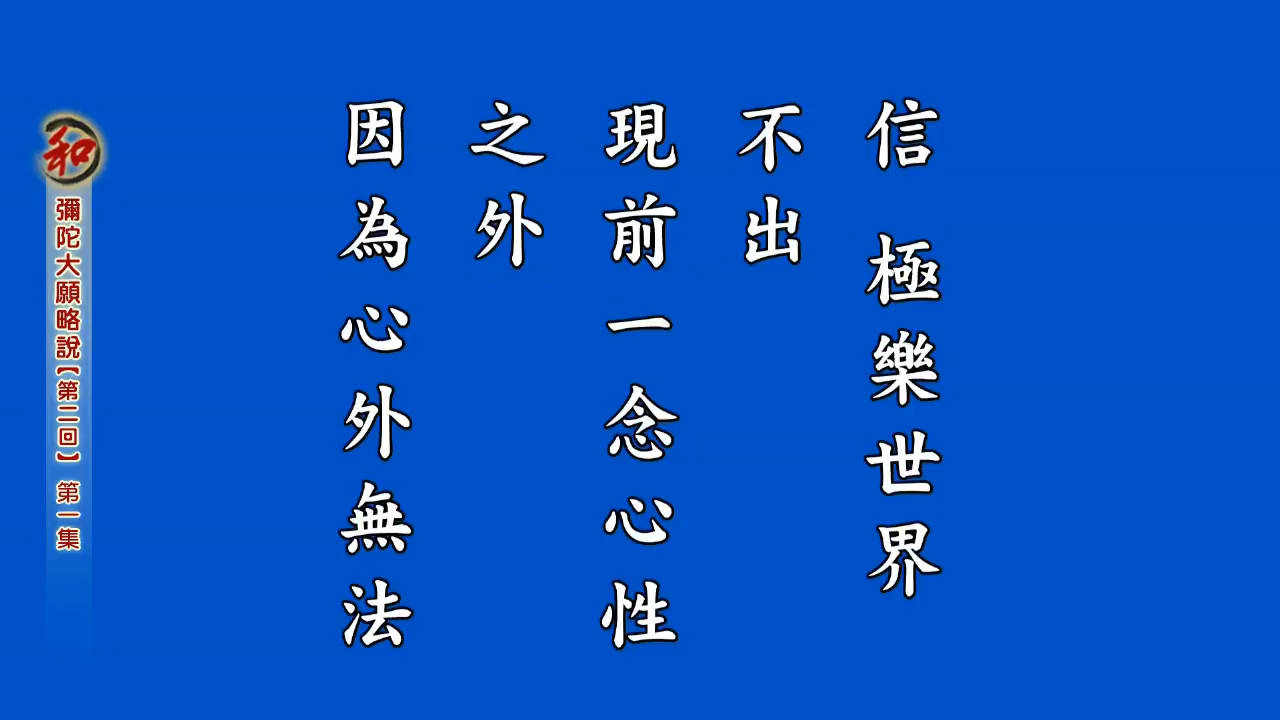 信 極樂世界
不出
現前一念心性
之外
因為心外無法
和
彌陀大願略說【第二回】 第一集